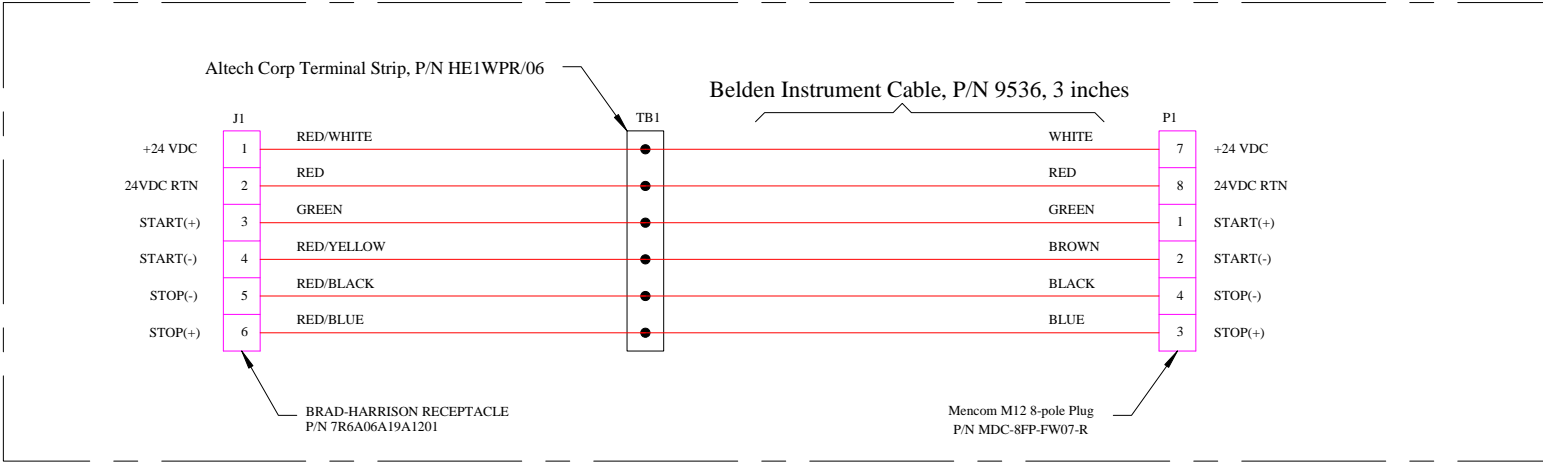 Altech Corp Terminal Strip, P/N HE1WPR/06
Belden Instrument Cable, P/N 9536, 3 inches
J1 TB1 P1
+24 VDC 1 RED/WHITE WHITE 7 +24 VDC
24VDC RTN 2 RED RED 8 24VDC RTN
START(+) 3 GREEN GREEN 1 START(+)
START(-) 4 RED/YELLOW BROWN 2 START(-)
STOP(-) 5 RED/BLACK BLACK 4 STOP(-)
STOP(+) 6 RED/BLUE BLUE 3 STOP(+)
BRAD-HARRISON RECEPTACLE
P/N 7R6A06A19A1201
Mencom M12 8-pole Plug
P/N MDC-8FP-FW07-R